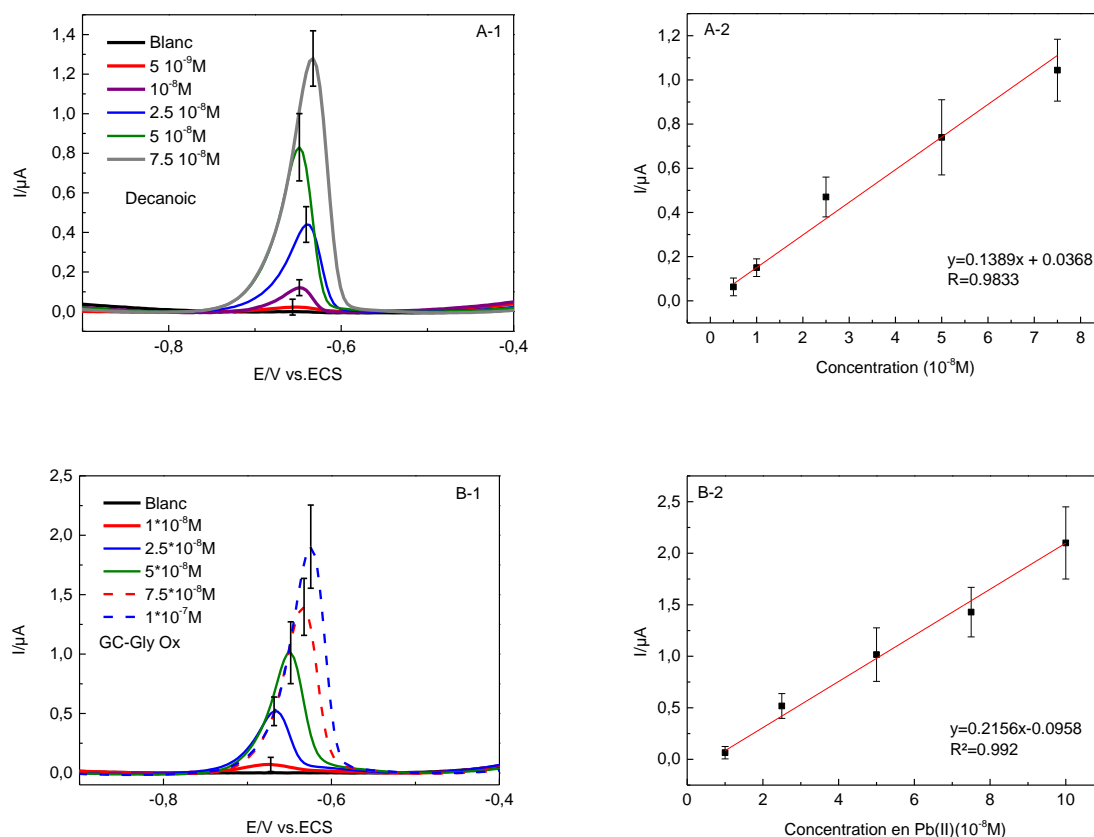 A-1
I/µA
1,4
1,2
1,0
0,8
0,6
0,4
0,2
0,0
Blanc
5 10⁻⁹M
10⁻⁸M
2.5 10⁻⁸M
5 10⁻⁸M
7.5 10⁻⁸M
Decanoic
-0,8 -0,6 -0,4
E/V vs.ECS
A-2
I/µA
1,2
1,0
0,8
0,6
0,4
0,2
0,0
y=0.1389x + 0.0368
R=0.9833
0 1 2 3 4 5 6 7 8
Concentration (10⁻⁸M)
B-1
I/µA
2,5
2,0
1,5
1,0
0,5
0,0
Blanc
1*10⁻⁸M
2.5*10⁻⁸M
5*10⁻⁸M
7.5*10⁻⁸M
1*10⁻⁷M
GC-Gly Ox
-0,8 -0,6 -0,4
E/V vs.ECS
B-2
I/µA
2,5
2,0
1,5
1,0
0,5
0,0
y=0.2156x-0.0958
R²=0.992
0 2 4 6 8 10
Concentration en Pb(II)(10⁻⁸M)